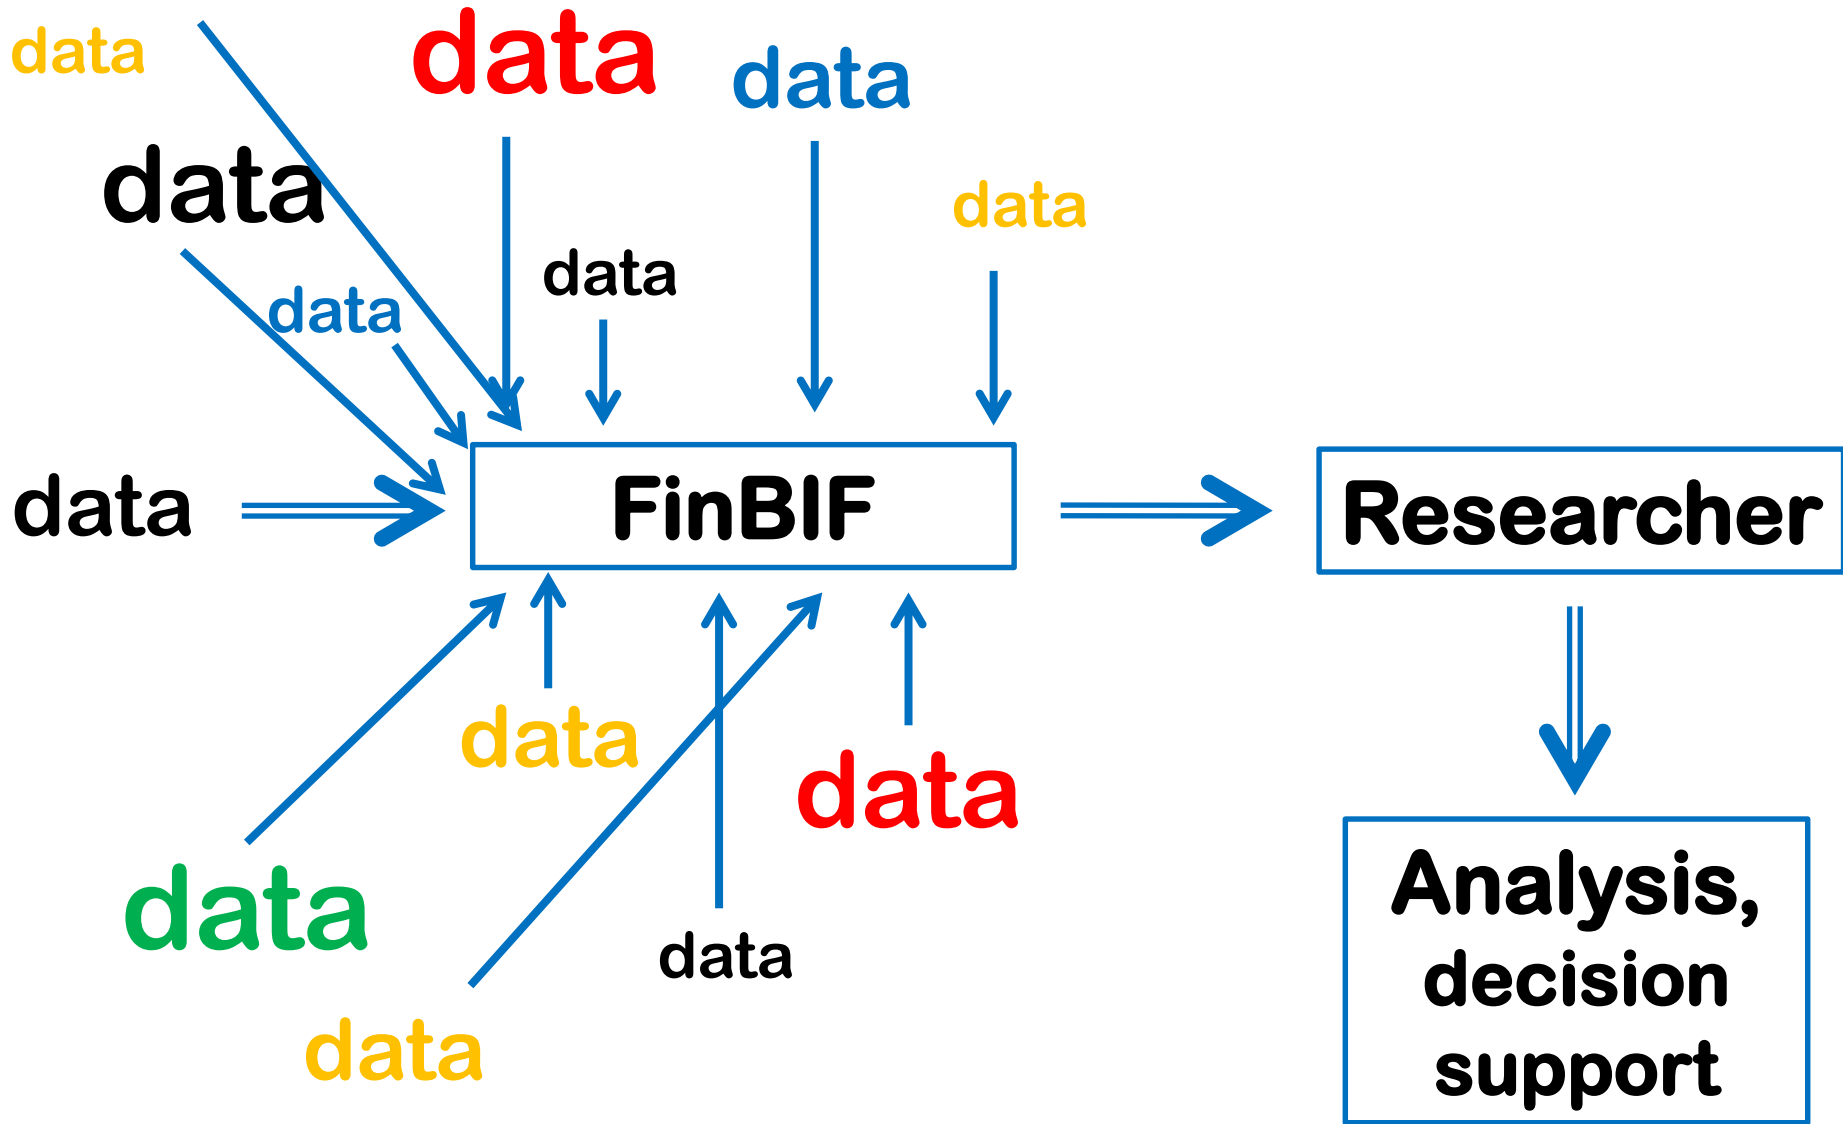 data
data
data
data
data
data
data
data
FinBIF
Researcher
data
data
data
Analysis,
decision
support
data
data
data